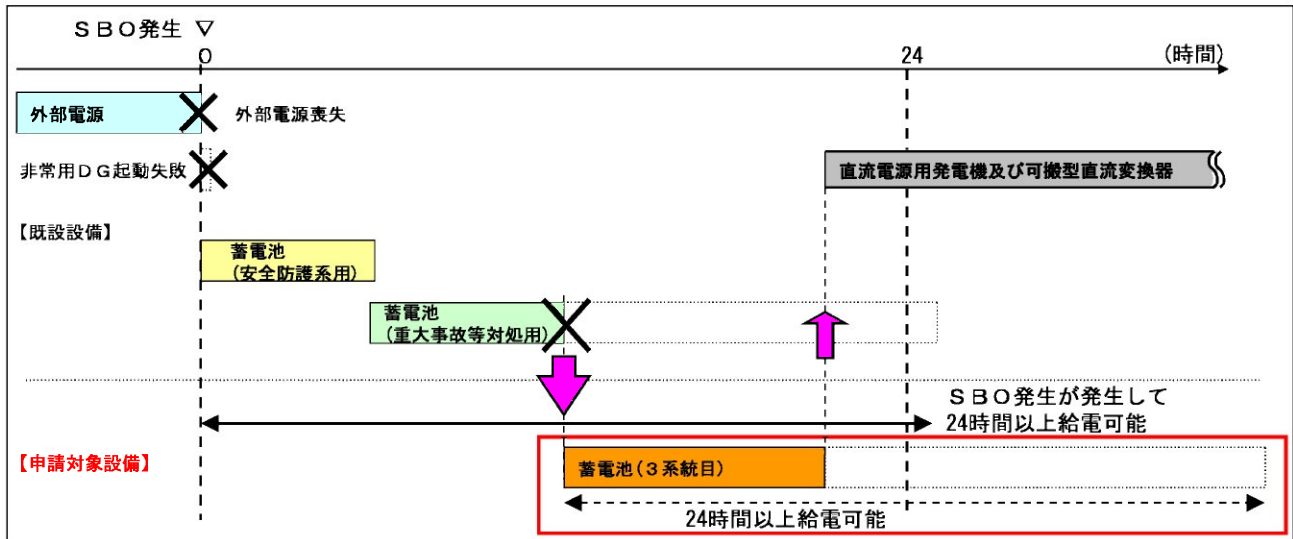 ＳＢＯ発生 ▽
0
24
(時間)
外部電源
外部電源喪失
非常用ＤＧ起動失敗
直流電源用発電機及び可搬型直流変換器
【既設設備】
蓄電池
(安全防護系用)
蓄電池
(重大事故等対処用)
ＳＢＯ発生が発生して
24時間以上給電可能
【申請対象設備】
蓄電池(３系統目)
24時間以上給電可能